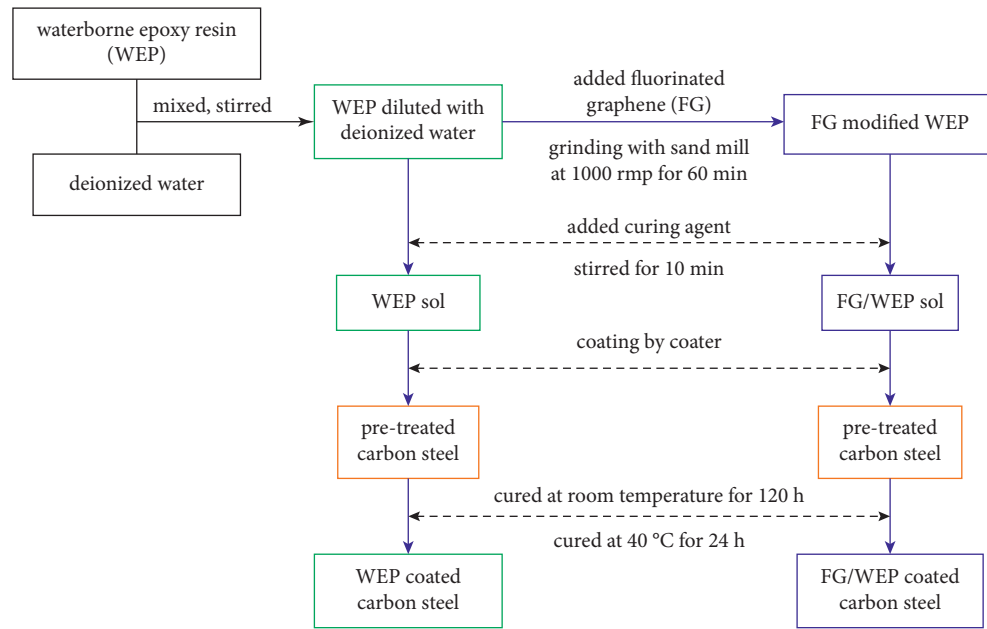 waterborne epoxy resin
(WEP)
mixed, stirred
deionized water
WEP diluted with
deionized water
added fluorinated
graphene (FG)
grinding with sand mill
at 1000 rmp for 60 min
FG modified WEP
added curing agent
stirred for 10 min
WEP sol
FG/WEP sol
coating by coater
pre-treated
carbon steel
pre-treated
carbon steel
cured at room temperature for 120 h
cured at 40 °C for 24 h
WEP coated
carbon steel
FG/WEP coated
carbon steel